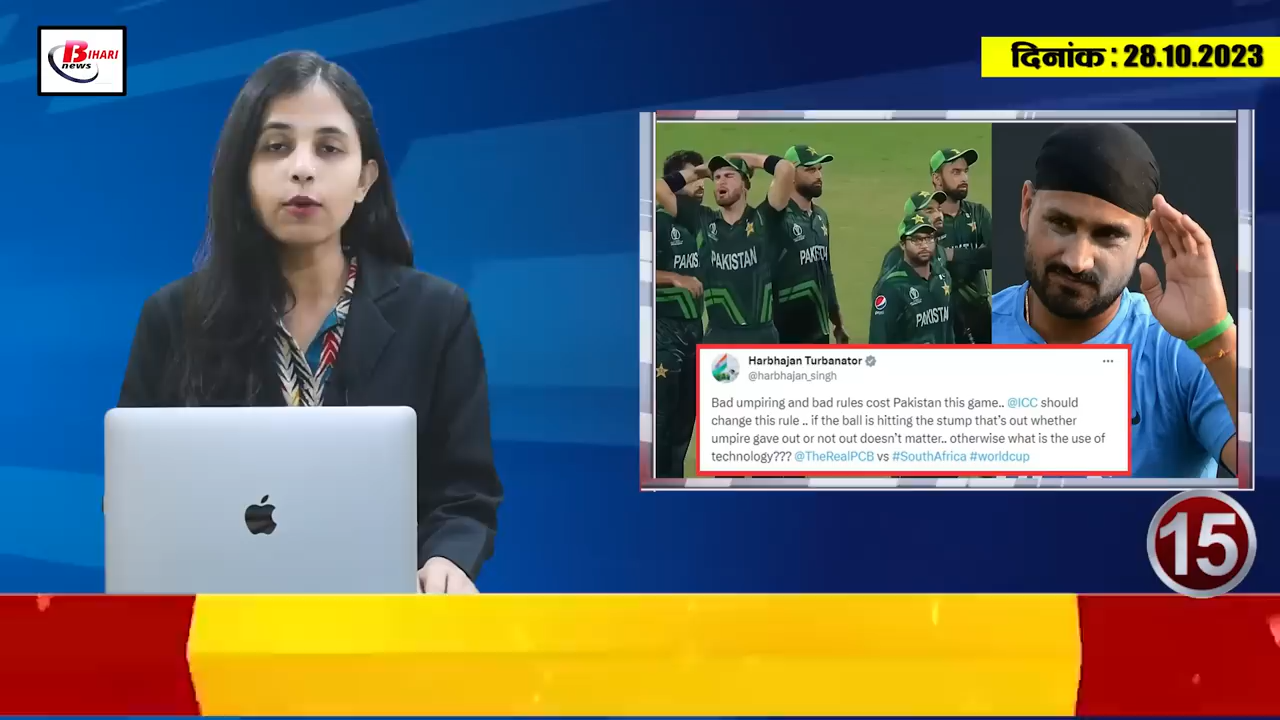 BIHARI
news
दिनांक : 28.10.2023
PAKIS
PAKISTAN
PAKISTAN
PAKISTAN
pepsi
Harbhajan Turbanator
@harbhajan_singh
Bad umpiring and bad rules cost Pakistan this game.. @ICC should
change this rule .. if the ball is hitting the stump that's out whether
umpire gave out or not out doesn't matter.. otherwise what is the use of
technology??? @TheRealPCB vs #SouthAfrica #worldcup
15